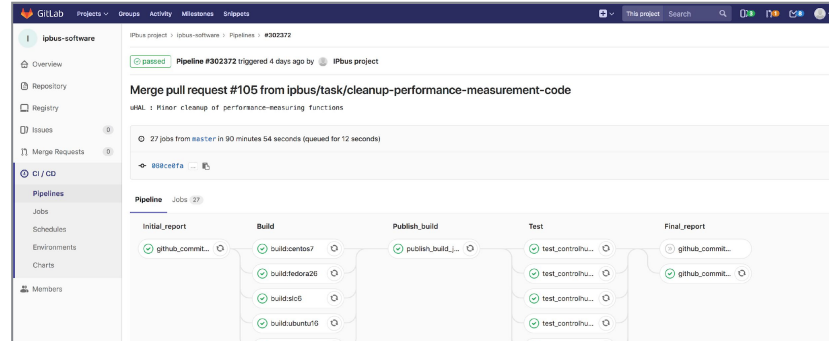 GitLab Projects Groups Activity Milestones Snippets This project Search
I ipbus-software
IPbus project > ipbus-software > Pipelines > #302372
Overview
Repository
Registry
Issues 0
Merge Requests 0
CI / CD
Pipelines
Jobs
Schedules
Environments
Charts
Members
passed Pipeline #302372 triggered 4 days ago by IPbus project
Merge pull request #105 from ipbus/task/cleanup-performance-measurement-code
uHAL : Minor cleanup of performance-measuring functions
27 jobs from master in 90 minutes 54 seconds (queued for 12 seconds)
080ce0fa ...
Pipeline Jobs 27
Initial_report Build Publish_build Test Final_report
github_commit... build:centos7 publish_build_j... test_controlhu... github_commit...
build:fedora26 test_controlhu... github_commit...
build:slc6 test_controlhu...
build:ubuntu16 test_controlhu...